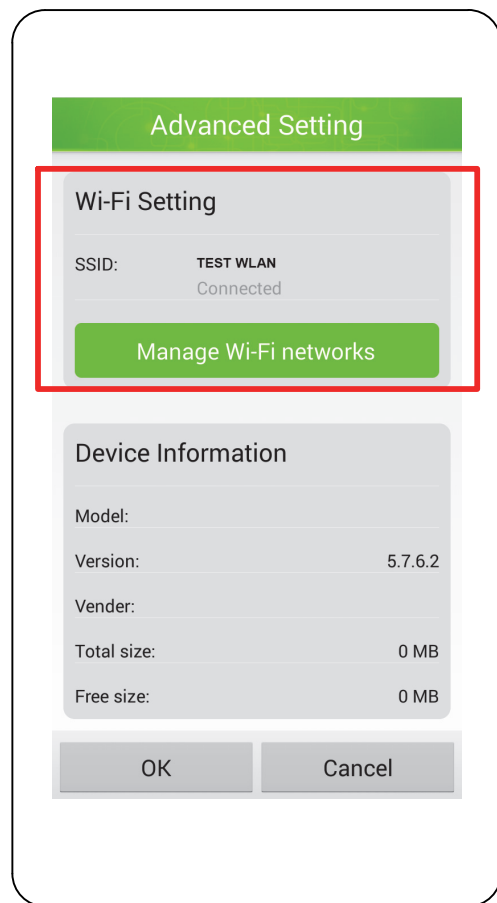 Advanced Setting
Wi-Fi Setting
SSID: TEST WLAN
Connected
Manage Wi-Fi networks
Device Information
Model:
Version: 5.7.6.2
Vender:
Total size: 0 MB
Free size: 0 MB
OK Cancel